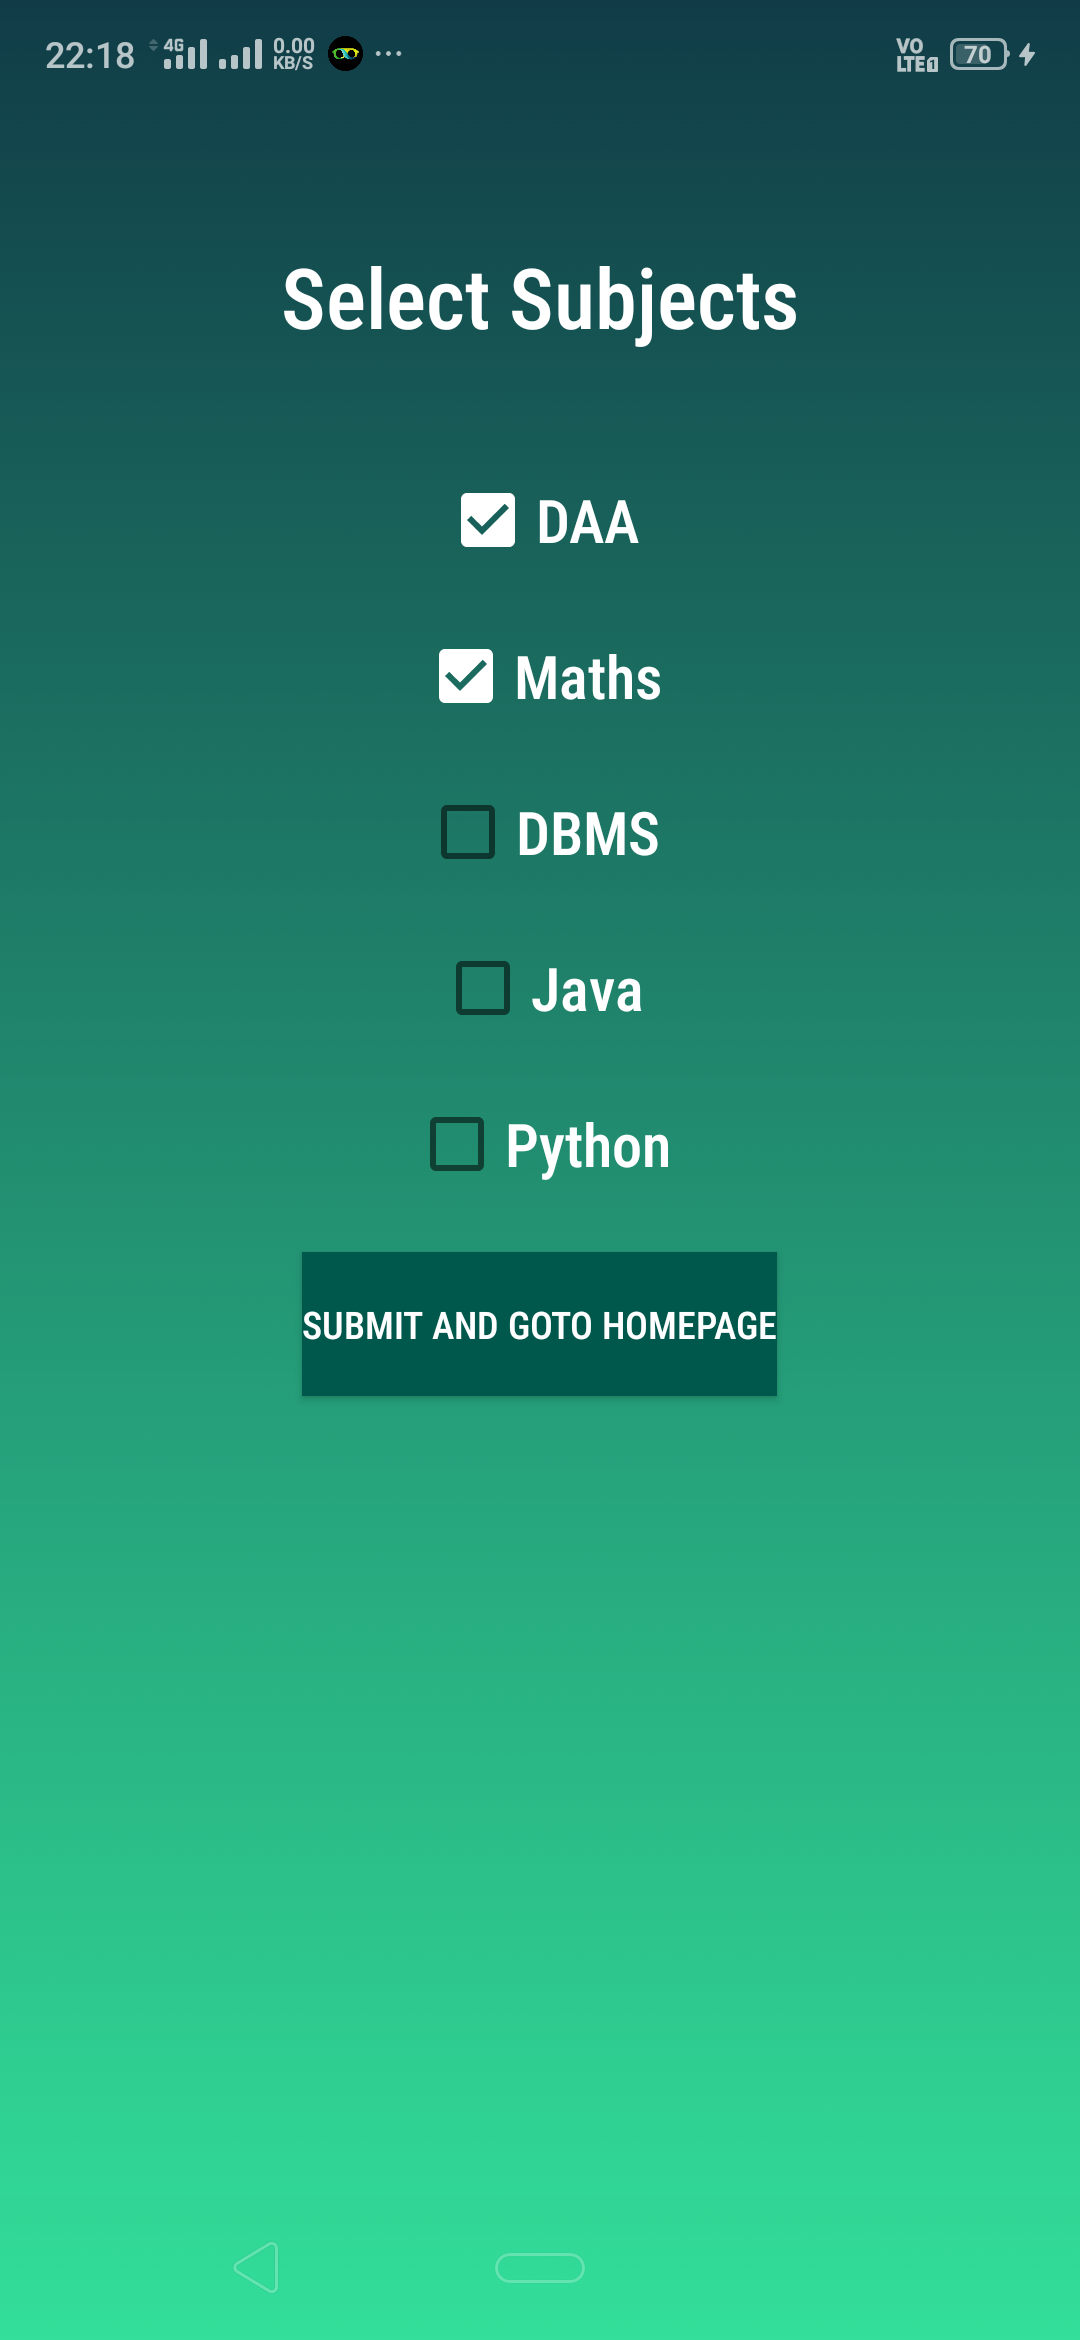 22:18 4G 0.00 KB/S ... VO LTE 1 70
Select Subjects
DAA
Maths
DBMS
Java
Python
SUBMIT AND GOTO HOMEPAGE